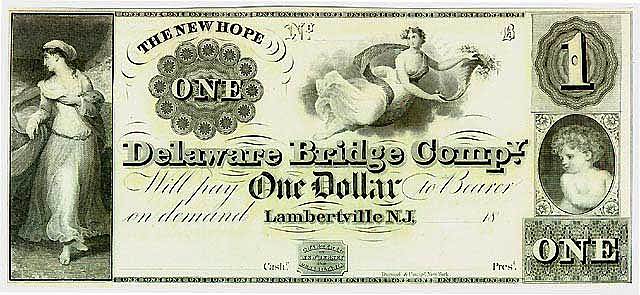 THE NEW HOPE
Nº
B
1
ONE
Delaware Bridge Compy.
Will pay One Dollar to Bearer
on demand Lambertville N.J. 18
ONE
Cashr.
Prest.